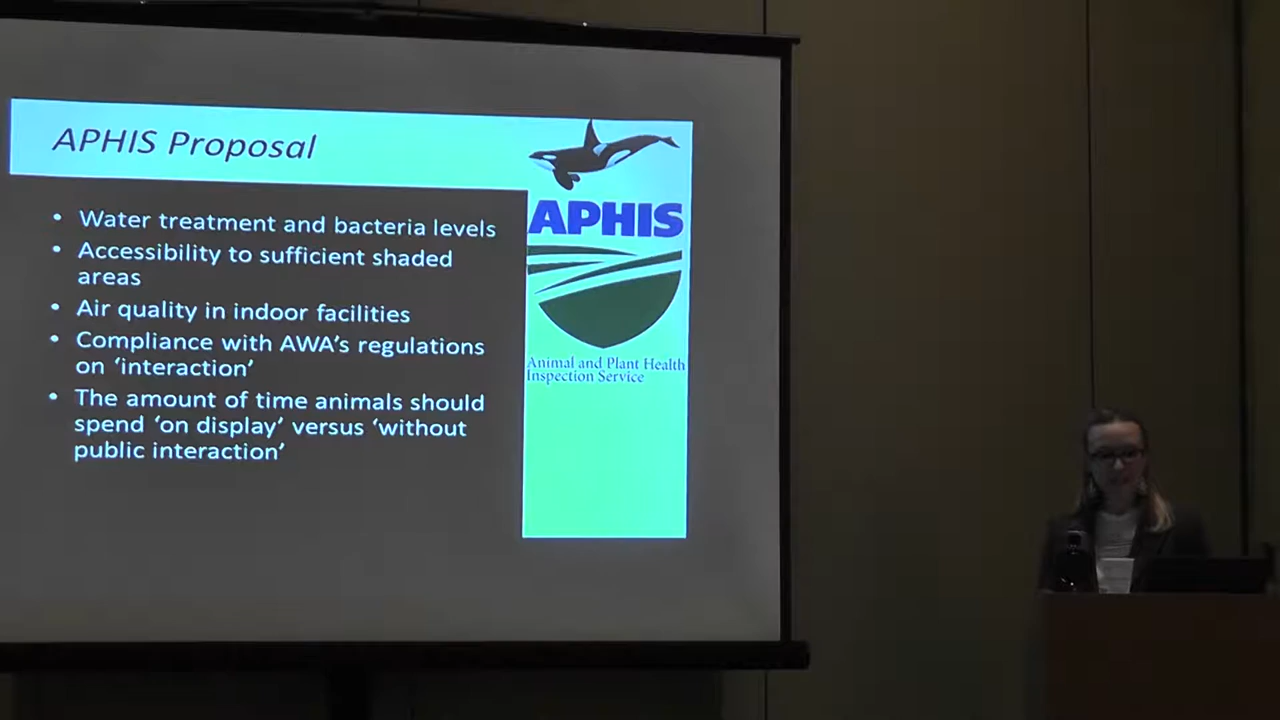 APHIS Proposal
• Water treatment and bacteria levels
• Accessibility to sufficient shaded
areas
• Air quality in indoor facilities
• Compliance with AWA’s regulations
on ‘interaction’
• The amount of time animals should
spend ‘on display’ versus ‘without
public interaction’
APHIS
Animal and Plant Health
Inspection Service